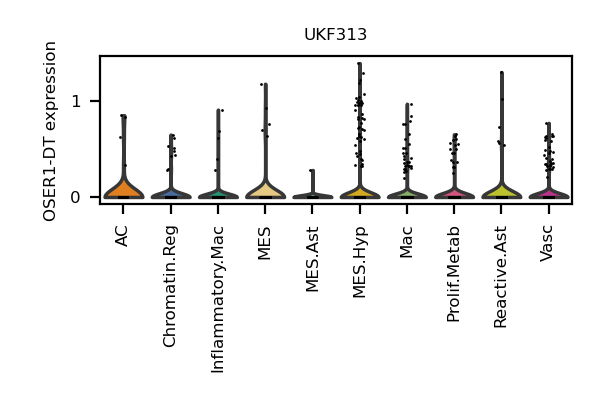 UKF313
OSER1-DT expression
1
0
AC
Chromatin.Reg
Inflammatory.Mac
MES
MES.Ast
MES.Hyp
Mac
Prolif.Metab
Reactive.Ast
Vasc